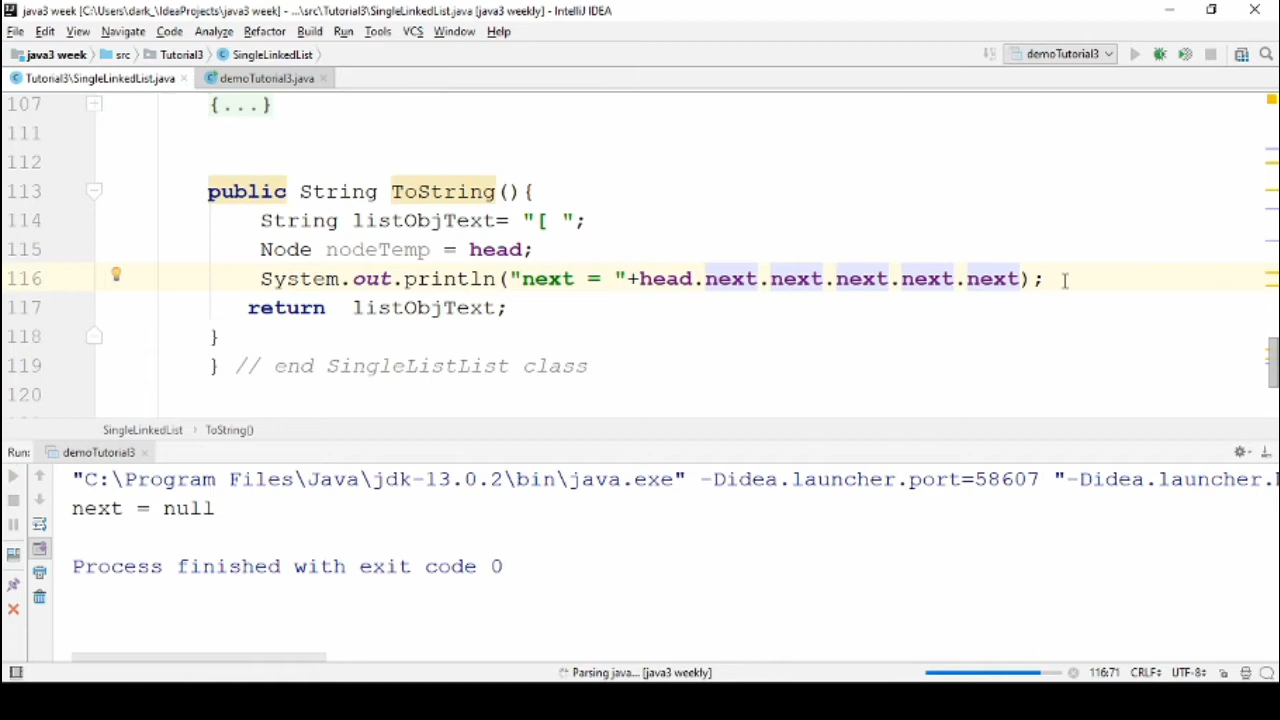 java3 week [C:\Users\dark_\IdeaProjects\java3 week] - ...\src\Tutorial3\SingleLinkedList.java [java3 weekly] - IntelliJ IDEA
File Edit View Navigate Code Analyze Refactor Build Run Tools VCS Window Help
java3 week src Tutorial3 SingleLinkedList demoTutorial3
Tutorial3\SingleLinkedList.java demoTutorial3.java
107 {...}
111
112
113 public String ToString(){
114 String listObjText= "[ ";
115 Node nodeTemp = head;
116 System.out.println("next = "+head.next.next.next.next.next);
117 return listObjText;
118 }
119 } // end SingleListList class
120
SingleLinkedList ToString()
Run: demoTutorial3
"C:\Program Files\Java\jdk-13.0.2\bin\java.exe" -Didea.launcher.port=58607 "-Didea.launcher.
next = null
Process finished with exit code 0
Parsing java... [java3 weekly] 116:71 CRLF UTF-8